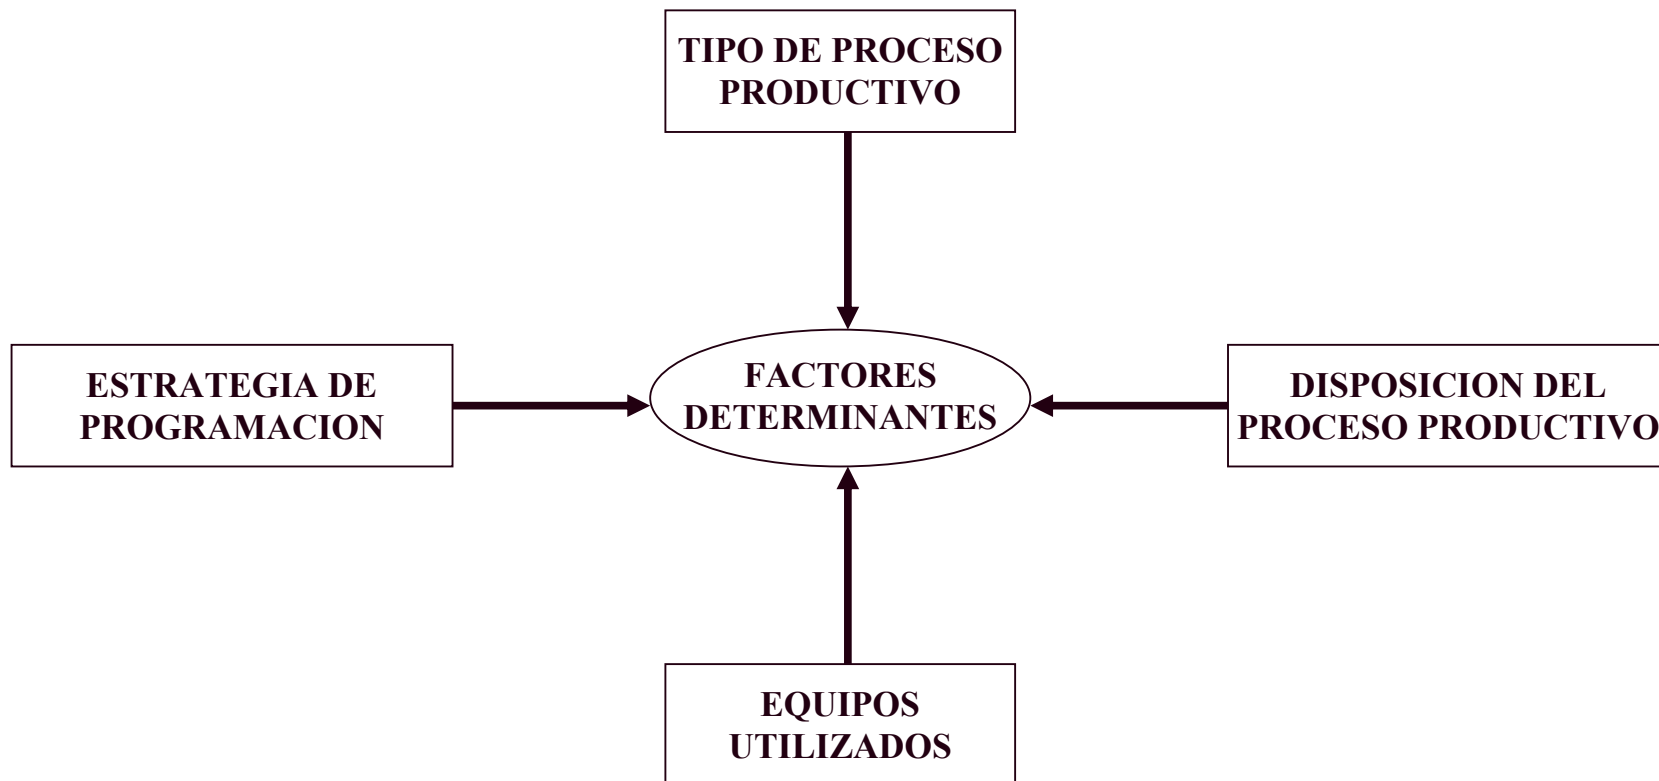 TIPO DE PROCESO
PRODUCTIVO
ESTRATEGIA DE
PROGRAMACION
FACTORES
DETERMINANTES
DISPOSICION DEL
PROCESO PRODUCTIVO
EQUIPOS
UTILIZADOS